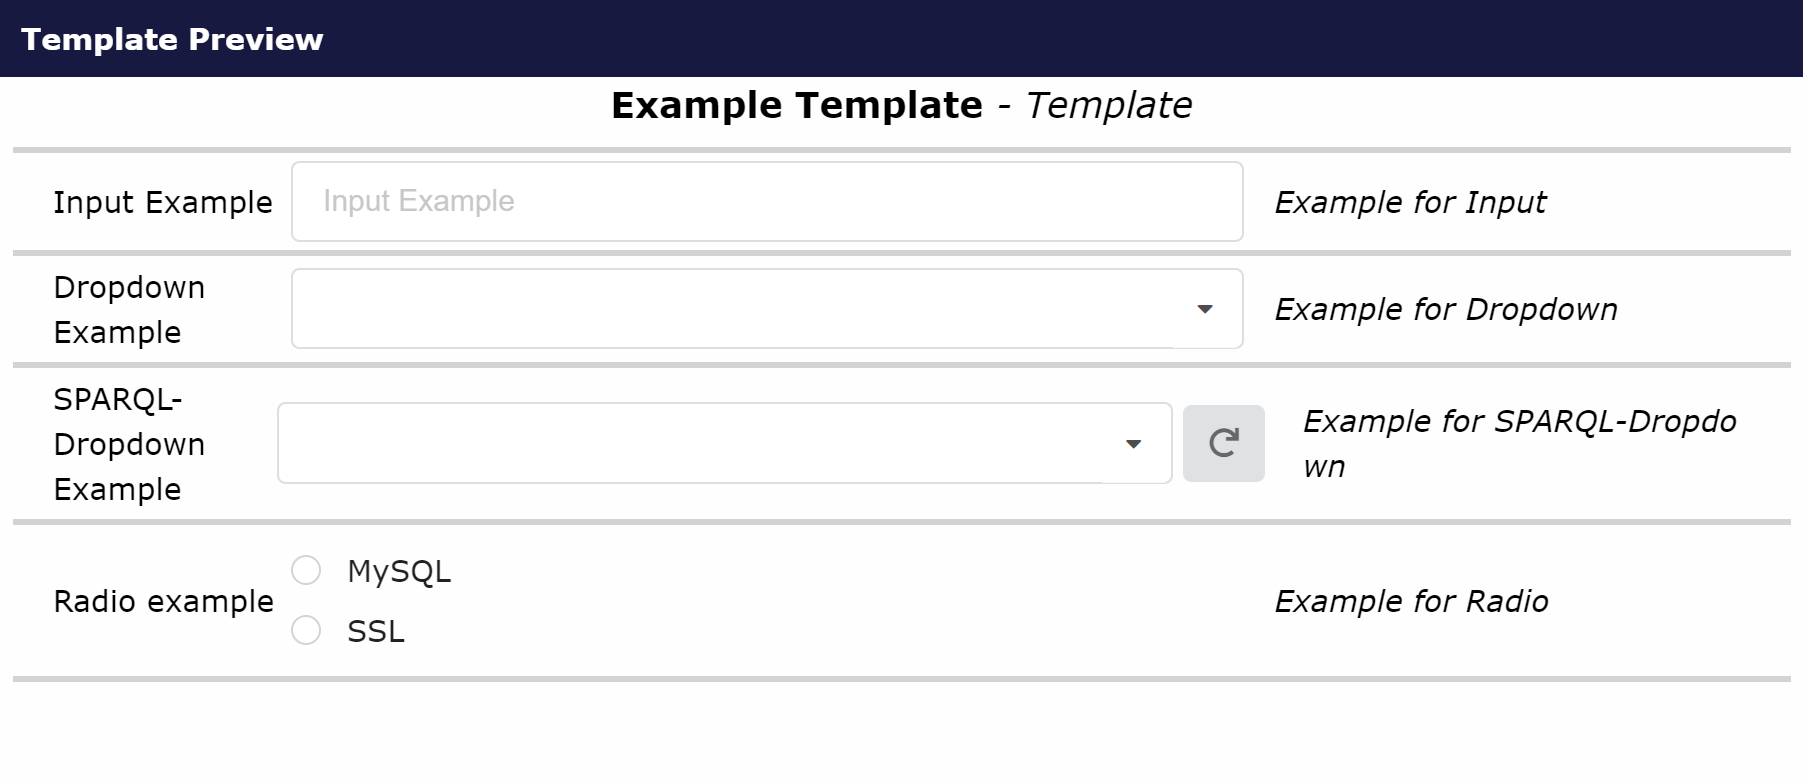 Template Preview
Example Template - Template
Input Example
Input Example
Example for Input
Dropdown
Example
Example for Dropdown
SPARQL-
Dropdown
Example
Example for SPARQL-Dropdo
wn
Radio example
MySQL
SSL
Example for Radio